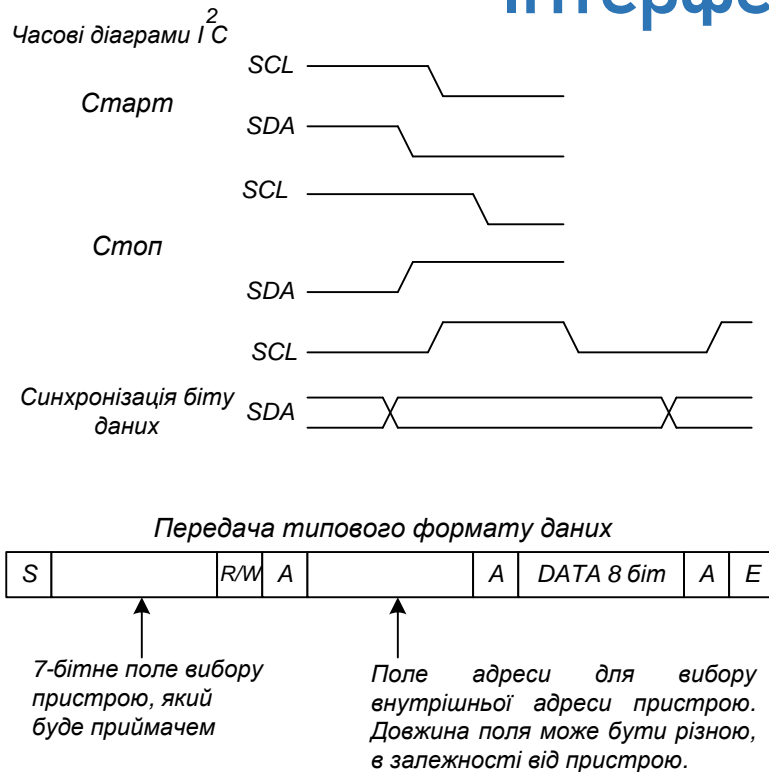 Часові діаграми I²C
SCL
Старт
SDA
SCL
Стоп
SDA
SCL
Синхронізація біту
даних
SDA
Передача типового формату даних
S R/W A A DATA 8 біт A E
7-бітне поле вибору
пристрою, який
буде приймачем
Поле адреси для вибору
внутрішньої адреси пристрою.
Довжина поля може бути різною,
в залежності від пристрою.